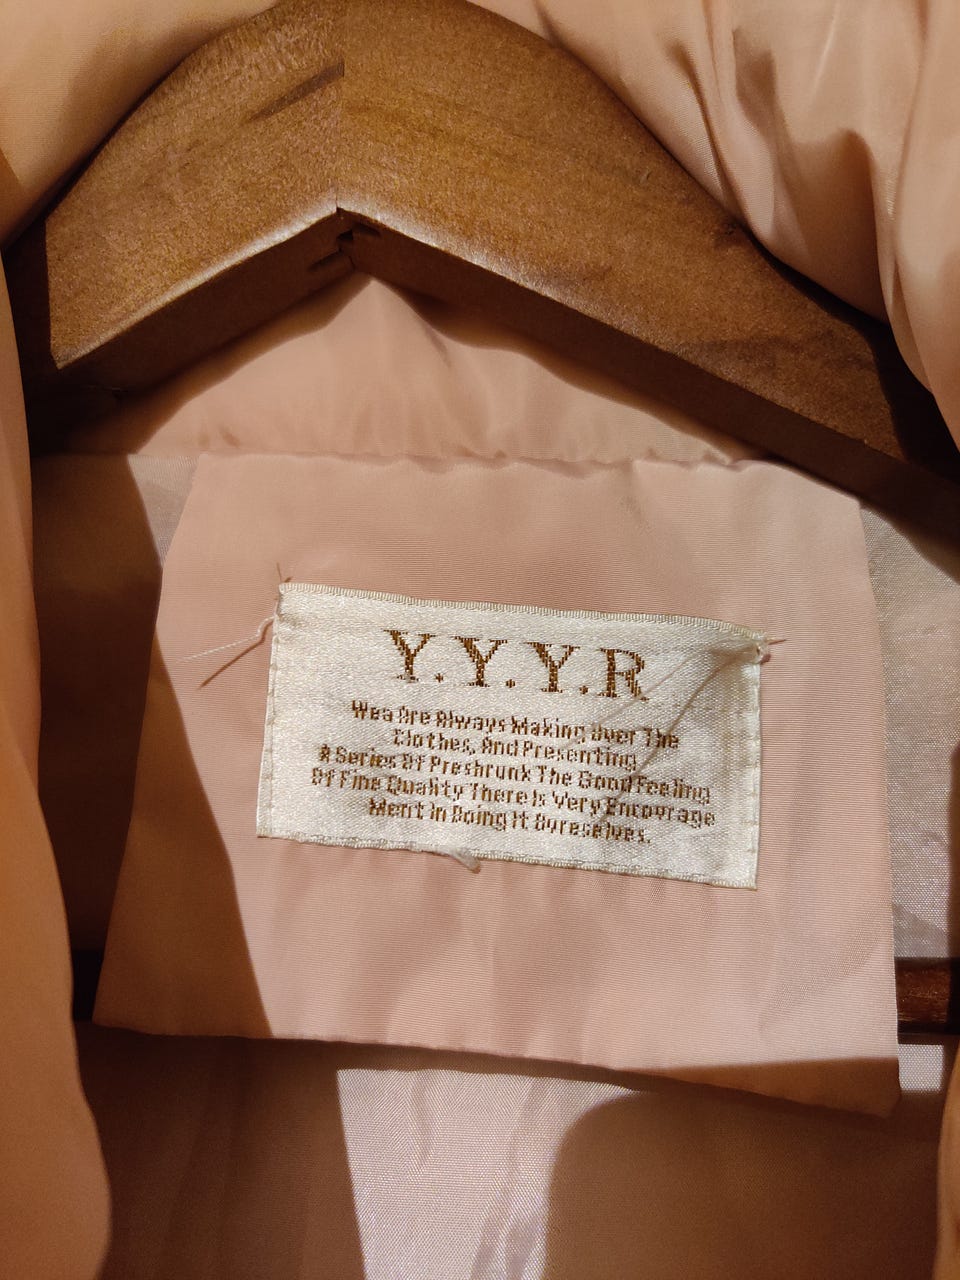 Y.Y.Y.R
Wea Are Always Making Over The
Clothes, And Presenting
A Series Of Preshrunk The Good Feeling
Of Fine Quality There Is Very Encovrage
Ment In Doing It Ovreselves.